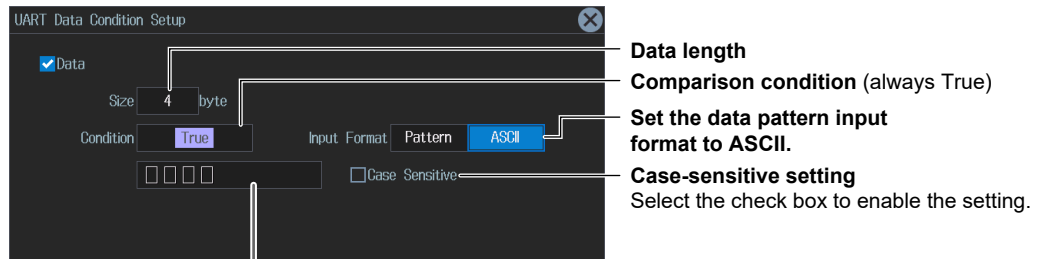 UART Data Condition Setup
Data
Data length
Size 4 byte
Comparison condition (always True)
Condition True Input Format Pattern ASCII
Set the data pattern input
format to ASCII.
Case Sensitive
Case-sensitive setting
Select the check box to enable the setting.